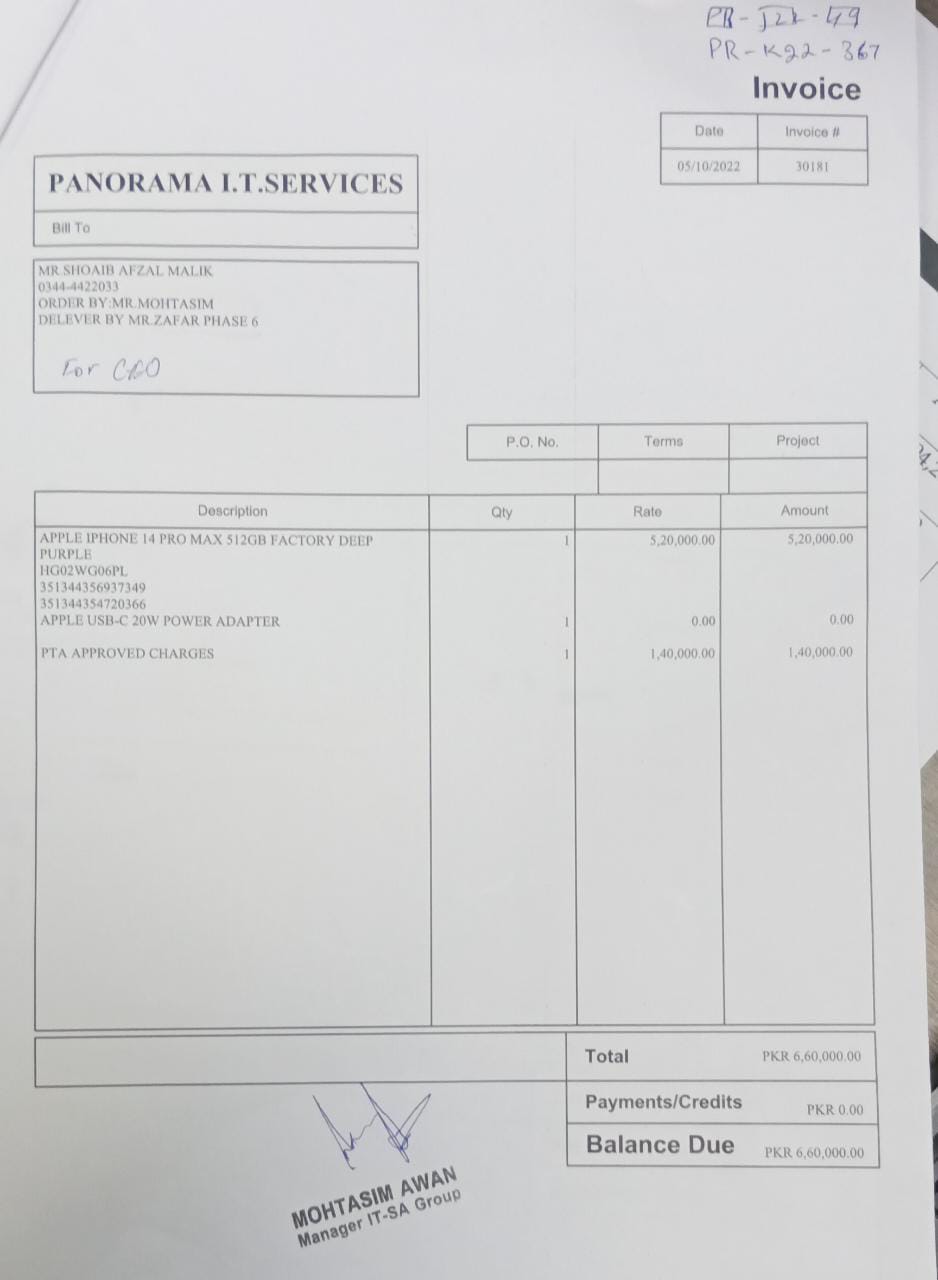 PR-K22-367
Invoice
Date Invoice #
05/10/2022 30181
PANORAMA I.T.SERVICES
Bill To
MR.SHOAIB AFZAL MALIK
0344-4422033
ORDER BY:MR.MOHTASIM
DELEVER BY MR.ZAFAR PHASE 6
For
P.O. No. Terms Project
Description Qty Rate Amount
APPLE IPHONE 14 PRO MAX 512GB FACTORY DEEP 1 5,20,000.00 5,20,000.00
PURPLE
HG02WG06PL
351344356937349
351344354720366
APPLE USB-C 20W POWER ADAPTER 1 0.00 0.00
PTA APPROVED CHARGES 1 1,40,000.00 1,40,000.00
Total PKR 6,60,000.00
Payments/Credits PKR 0.00
Balance Due PKR 6,60,000.00
MOHTASIM AWAN
Manager IT-SA Group